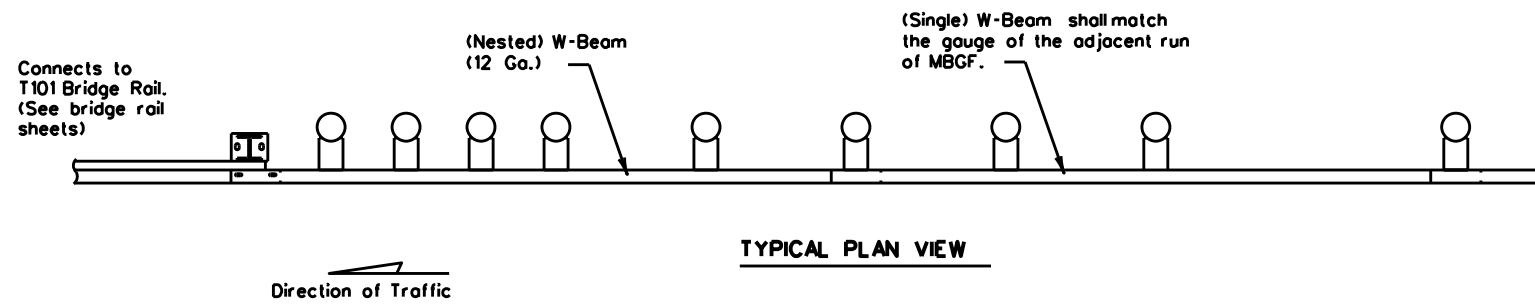 Connects to
T101 Bridge Rail.
(See bridge rail
sheets)
(Nested) W-Beam
(12 Ga.)
(Single) W-Beam shall match
the gauge of the adjacent run
of MBGF.
TYPICAL PLAN VIEW
Direction of Traffic